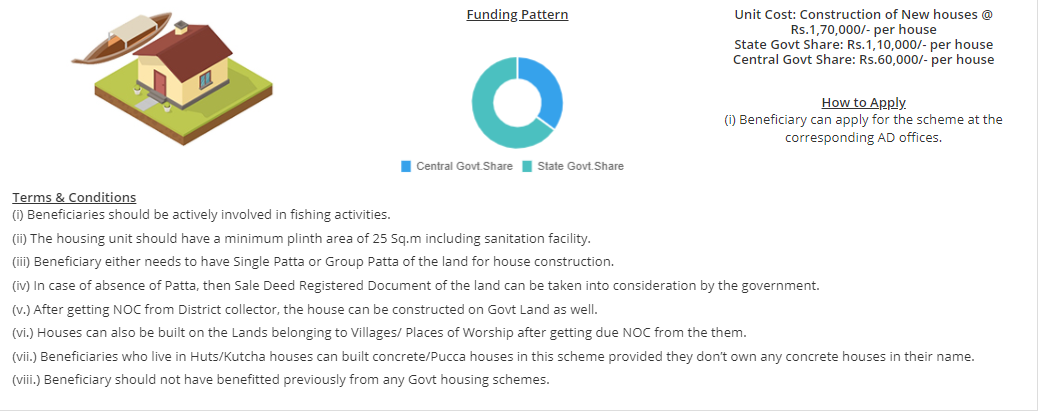 Funding Pattern
Central Govt.Share
State Govt.Share
Unit Cost: Construction of New houses @
Rs.1,70,000/- per house
State Govt Share: Rs.1,10,000/- per house
Central Govt Share: Rs.60,000/- per house
How to Apply
(i) Beneficiary can apply for the scheme at the
corresponding AD offices.
Terms & Conditions
(i) Beneficiaries should be actively involved in fishing activities.
(ii) The housing unit should have a minimum plinth area of 25 Sq.m including sanitation facility.
(iii) Beneficiary either needs to have Single Patta or Group Patta of the land for house construction.
(iv) In case of absence of Patta, then Sale Deed Registered Document of the land can be taken into consideration by the government.
(v.) After getting NOC from District collector, the house can be constructed on Govt Land as well.
(vi.) Houses can also be built on the Lands belonging to Villages/ Places of Worship after getting due NOC from the them.
(vii.) Beneficiaries who live in Huts/Kutcha houses can built concrete/Pucca houses in this scheme provided they don’t own any concrete houses in their name.
(viii.) Beneficiary should not have benefitted previously from any Govt housing schemes.